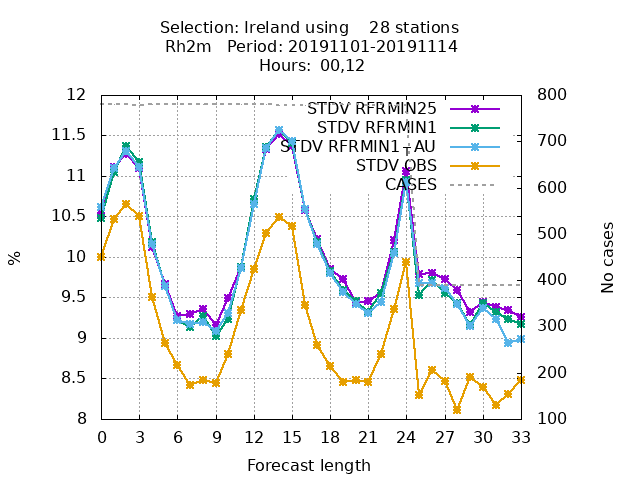 Selection: Ireland using    28 stations
Rh2m   Period: 20191101-20191114
Hours:  00,12
STDV RFRMIN25
STDV RFRMIN1
STDV RFRMIN1+AU
STDV OBS
CASES
12
11.5
11
10.5
10
9.5
9
8.5
8
%
800
700
600
500
400
300
200
100
No cases
0 3 6 9 12 15 18 21 24 27 30 33
Forecast length